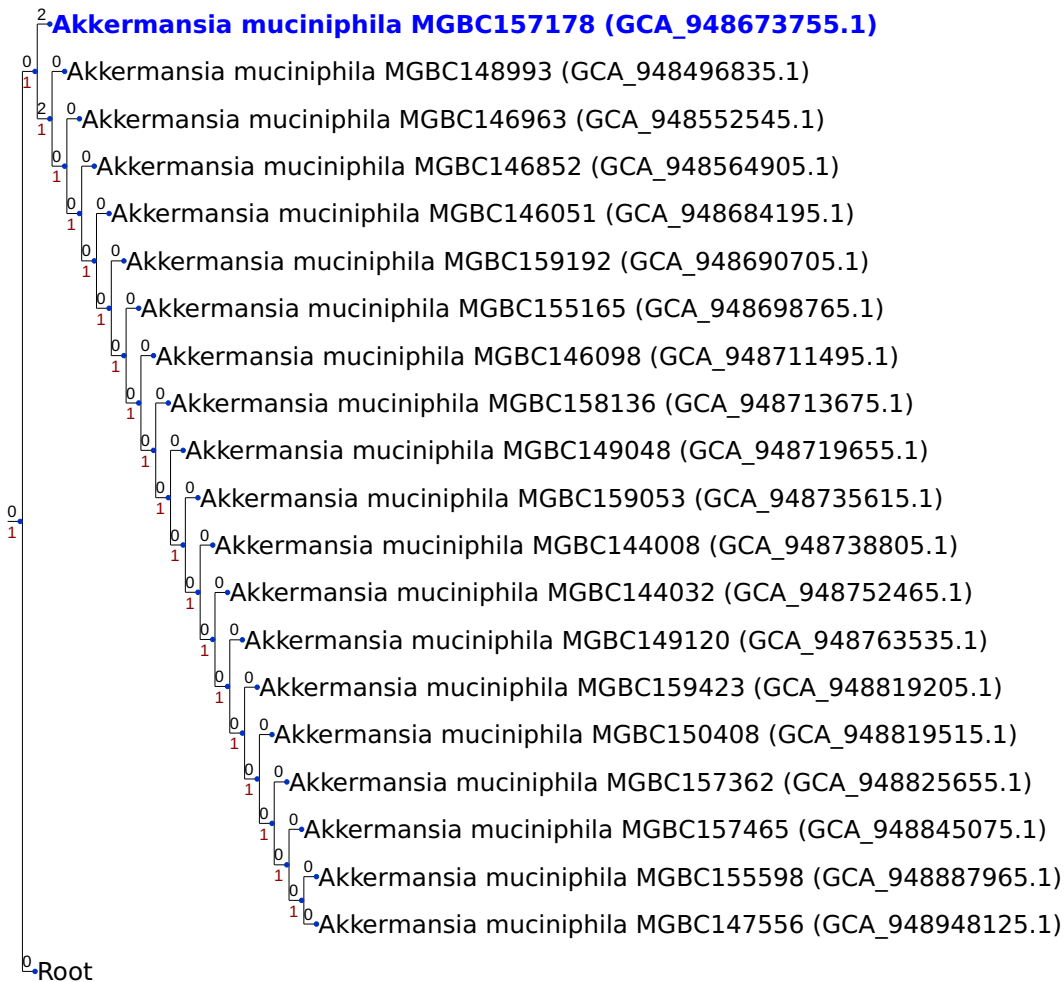 2
Akkermansia muciniphila MGBC157178 (GCA_948673755.1)
0
1
0
Akkermansia muciniphila MGBC148993 (GCA_948496835.1)
2
1
0
Akkermansia muciniphila MGBC146963 (GCA_948552545.1)
0
1
0
Akkermansia muciniphila MGBC146852 (GCA_948564905.1)
0
1
0
Akkermansia muciniphila MGBC146051 (GCA_948684195.1)
0
1
0
Akkermansia muciniphila MGBC159192 (GCA_948690705.1)
0
1
0
Akkermansia muciniphila MGBC155165 (GCA_948698765.1)
0
1
0
Akkermansia muciniphila MGBC146098 (GCA_948711495.1)
0
1
0
Akkermansia muciniphila MGBC158136 (GCA_948713675.1)
0
1
0
Akkermansia muciniphila MGBC149048 (GCA_948719655.1)
0
1
0
Akkermansia muciniphila MGBC159053 (GCA_948735615.1)
0
1
0
1
0
Akkermansia muciniphila MGBC144008 (GCA_948738805.1)
0
1
0
Akkermansia muciniphila MGBC144032 (GCA_948752465.1)
0
1
0
Akkermansia muciniphila MGBC149120 (GCA_948763535.1)
0
1
0
Akkermansia muciniphila MGBC159423 (GCA_948819205.1)
0
1
0
Akkermansia muciniphila MGBC150408 (GCA_948819515.1)
0
1
0
Akkermansia muciniphila MGBC157362 (GCA_948825655.1)
0
1
0
Akkermansia muciniphila MGBC157465 (GCA_948845075.1)
0
1
0
Akkermansia muciniphila MGBC155598 (GCA_948887965.1)
0
1
0
Akkermansia muciniphila MGBC147556 (GCA_948948125.1)
0
Root